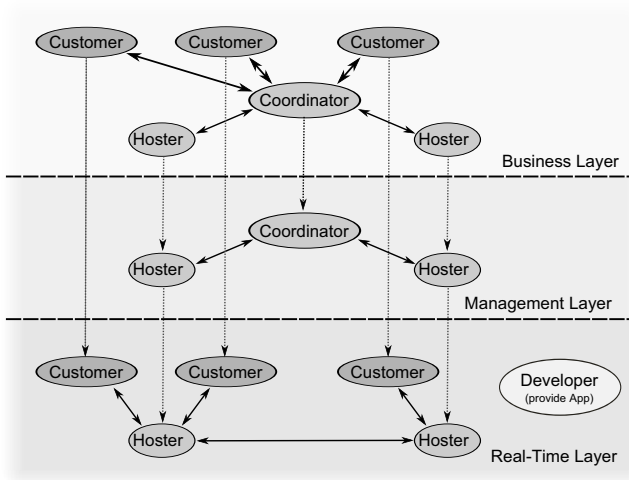 Customer
Customer
Customer
Coordinator
Hoster
Hoster
Business Layer
Coordinator
Hoster
Hoster
Management Layer
Customer
Customer
Customer
Developer
(provide App)
Hoster
Hoster
Real-Time Layer